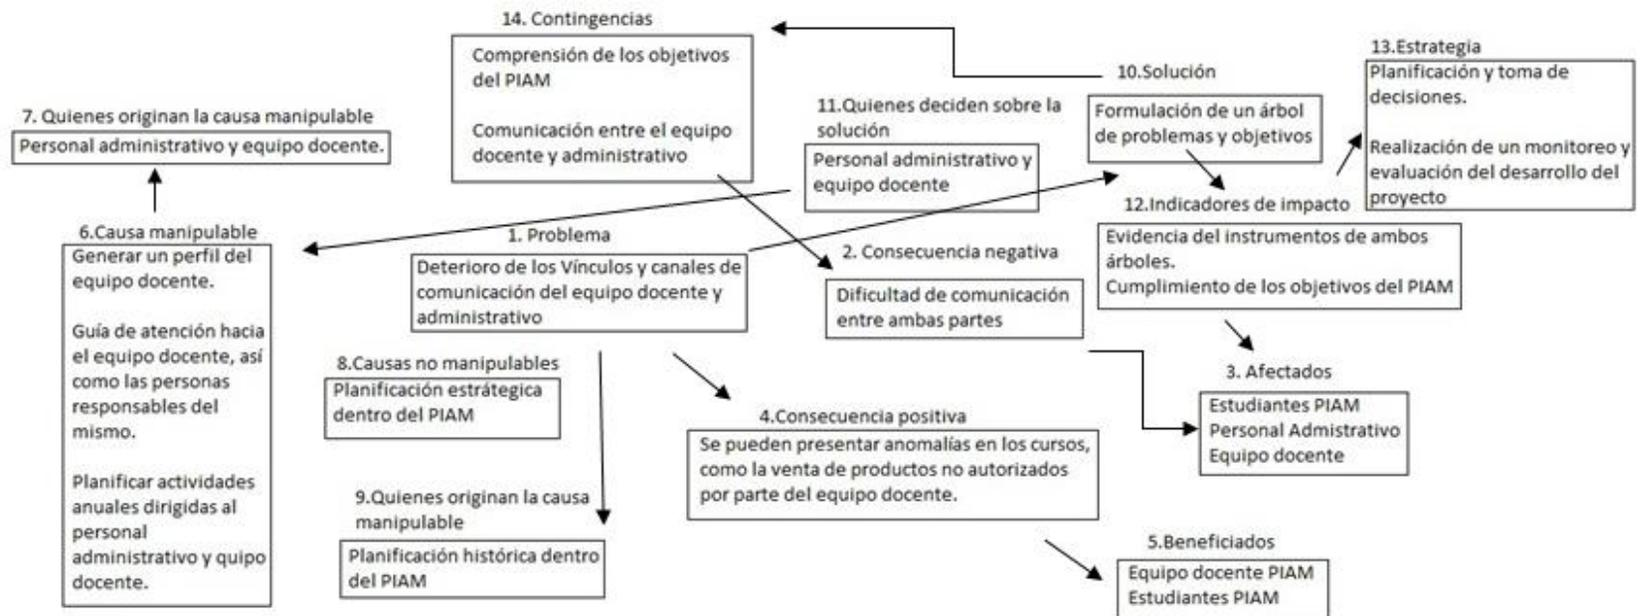 14. Contingencias
Comprensión de los objetivos
del PIAM
Comunicación entre el equipo
docente y administrativo
13.Estrategia
Planificación y toma de
decisiones.
Realización de un monitoreo y
evaluación del desarrollo del
proyecto
10.Solución
Formulación de un árbol
de problemas y objetivos
11.Quienes deciden sobre la
solución
Personal administrativo y
equipo docente
7. Quienes originan la causa manipulable
Personal administrativo y equipo docente.
12.Indicadores de impacto
Evidencia del instrumentos de ambos
árboles.
Cumplimiento de los objetivos del PIAM
6.Causa manipulable
Generar un perfil del
equipo docente.
Guía de atención hacia
el equipo docente, así
como las personas
responsables del
mismo.
Planificar actividades
anuales dirigidas al
personal
administrativo y quipo
docente.
1. Problema
Deterioro de los Vínculos y canales de
comunicación del equipo docente y
administrativo
2. Consecuencia negativa
Dificultad de comunicación
entre ambas partes
8.Causas no manipulables
Planificación estrátegica
dentro del PIAM
3. Afectados
Estudiantes PIAM
Personal Admistrativo
Equipo docente
4.Consecuencia positiva
Se pueden presentar anomalías en los cursos,
como la venta de productos no autorizados
por parte del equipo docente.
9.Quienes originan la causa
manipulable
Planificación histórica dentro
del PIAM
5.Beneficiados
Equipo docente PIAM
Estudiantes PIAM